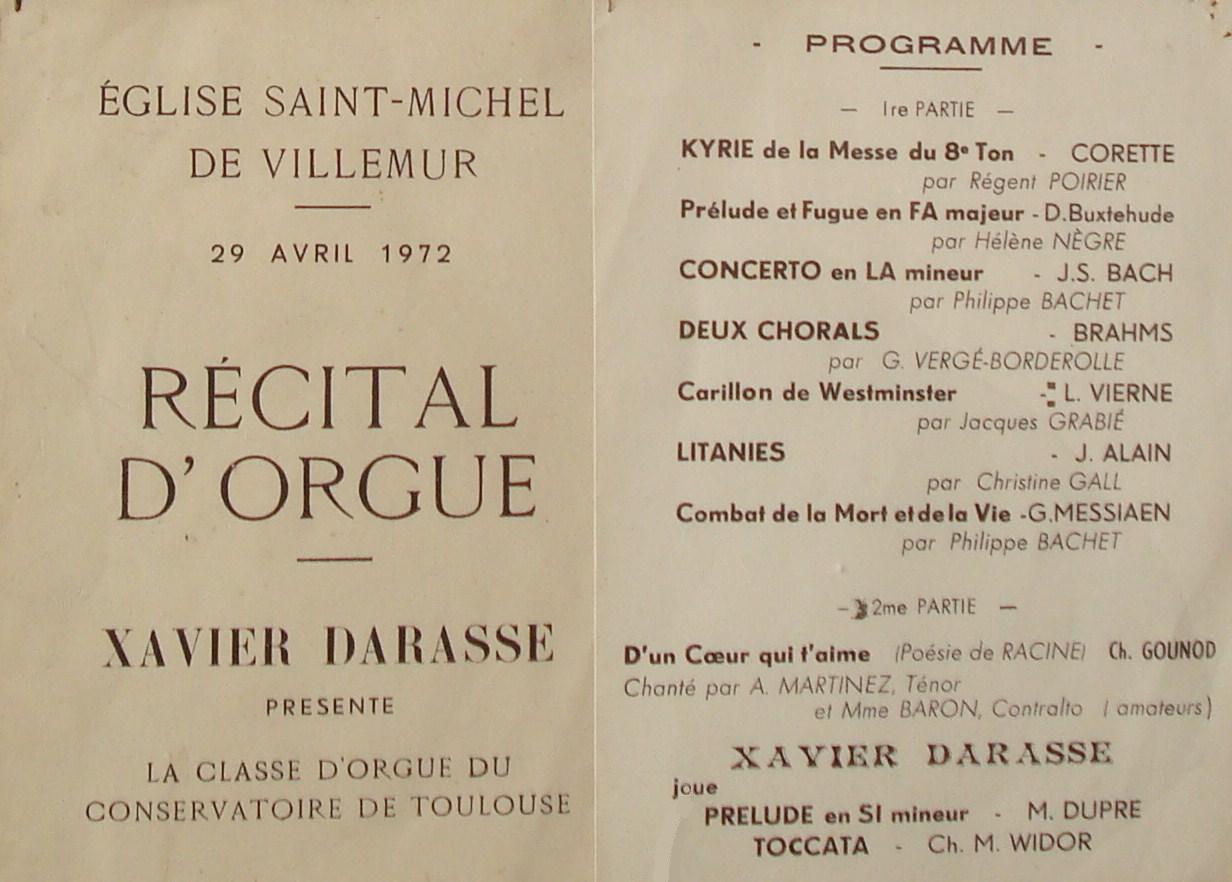 ÉGLISE SAINT-MICHEL
DE VILLEMUR
29 AVRIL 1972
RÉCITAL
D'ORGUE
XAVIER DARASSE
PRESENTE
LA CLASSE D'ORGUE DU
CONSERVATOIRE DE TOULOUSE
- PROGRAMME -
— 1re PARTIE —
KYRIE de la Messe du 8e Ton - CORETTE
par Régent POIRIER
Prélude et Fugue en FA majeur - D.Buxtehude
par Hélène NÈGRE
CONCERTO en LA mineur - J.S. BACH
par Philippe BACHET
DEUX CHORALS - BRAHMS
par G. VERGÉ-BORDEROLLE
Carillon de Westminster - L. VIERNE
par Jacques GRABIÉ
LITANIES - J. ALAIN
par Christine GALL
Combat de la Mort et de la Vie -G.MESSIAEN
par Philippe BACHET
— 2me PARTIE —
D'un Cœur qui t'aime (Poésie de RACINE) Ch. GOUNOD
Chanté par A. MARTINEZ, Ténor
et Mme BARON, Contralto (amateurs)
XAVIER DARASSE
joue
PRELUDE en SI mineur - M. DUPRE
TOCCATA - Ch. M. WIDOR